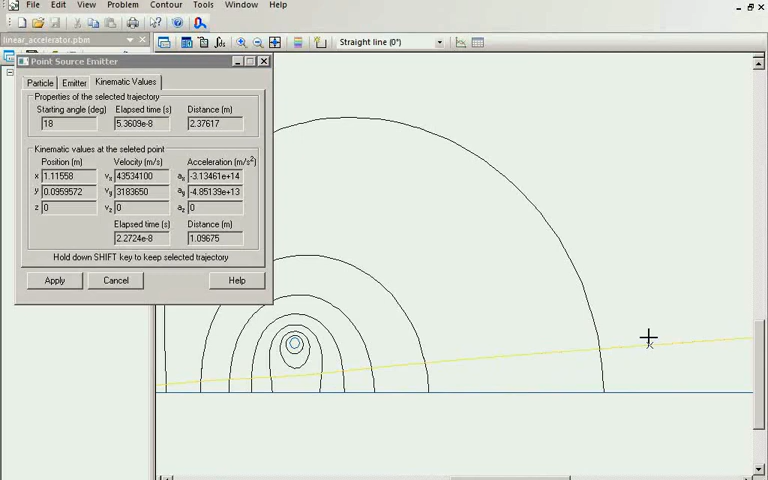 File Edit View Problem Contour Tools Window Help
linear_accelerator.pbm
Straight line (0°)
Point Source Emitter
Particle Emitter Kinematic Values
Properties of the selected trajectory
Starting angle (deg) Elapsed time (s) Distance (m)
18 5.3609e-8 2.37617
Kinematic values at the seleted point
Position (m) Velocity (m/s) Acceleration (m/s²)
x 1.11558 vx 43534100 ax -3.13461e+14
y 0.0959572 vy 3183650 ay -4.85139e+13
z 0 vz 0 az 0
Elapsed time (s) Distance (m)
2.2724e-8 1.09675
Hold down SHIFT key to keep selected trajectory
Apply Cancel Help